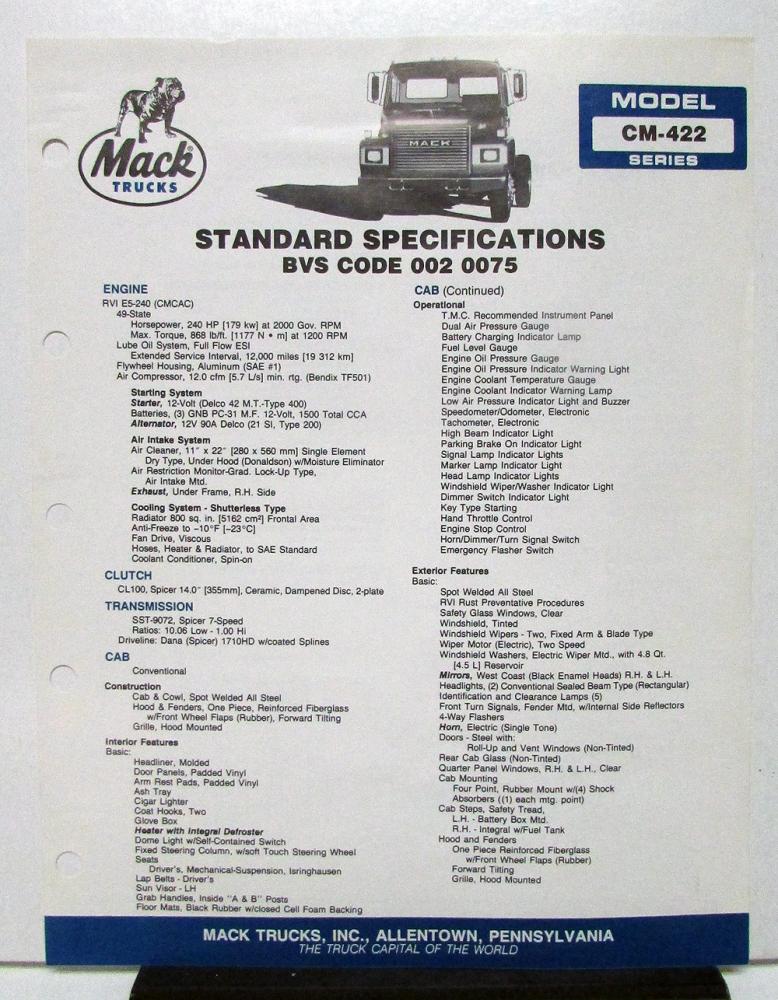 Mack®
TRUCKS
MACK
MODEL
CM-422
SERIES
STANDARD SPECIFICATIONS
BVS CODE 002 0075
ENGINE
RVI E5-240 (CMCAC)
49-State
Horsepower, 240 HP [179 kw] at 2000 Gov. RPM
Max. Torque, 868 lb/ft. [1177 N • m] at 1200 RPM
Lube Oil System, Full Flow ESI
Extended Service Interval, 12,000 miles [19 312 km]
Flywheel Housing, Aluminum (SAE #1)
Air Compressor, 12.0 cfm [5.7 L/s] min. rtg. (Bendix TF501)
Starting System
Starter, 12-Volt (Delco 42 M.T.-Type 400)
Batteries, (3) GNB PC-31 M.F. 12-Volt, 1500 Total CCA
Alternator, 12V 90A Delco (21 SI, Type 200)
Air Intake System
Air Cleaner, 11" x 22" [280 x 560 mm] Single Element
Dry Type, Under Hood (Donaldson) w/Moisture Eliminator
Air Restriction Monitor-Grad. Lock-Up Type,
Air Intake Mtd.
Exhaust, Under Frame, R.H. Side
Cooling System - Shutterless Type
Radiator 800 sq. in. [5162 cm²] Frontal Area
Anti-Freeze to –10°F [–23°C]
Fan Drive, Viscous
Hoses, Heater & Radiator, to SAE Standard
Coolant Conditioner, Spin-on
CLUTCH
CL100, Spicer 14.0" [355mm], Ceramic, Dampened Disc, 2-plate
TRANSMISSION
SST-9072, Spicer 7-Speed
Ratios: 10.06 Low - 1.00 Hi
Driveline: Dana (Spicer) 1710HD w/coated Splines
CAB
Conventional
Construction
Cab & Cowl, Spot Welded All Steel
Hood & Fenders, One Piece, Reinforced Fiberglass
w/Front Wheel Flaps (Rubber), Forward Tilting
Grille, Hood Mounted
Interior Features
Basic:
Headliner, Molded
Door Panels, Padded Vinyl
Arm Rest Pads, Padded Vinyl
Ash Tray
Cigar Lighter
Coat Hooks, Two
Glove Box
Heater with Integral Defroster
Dome Light w/Self-Contained Switch
Fixed Steering Column, w/soft Touch Steering Wheel
Seats
Driver's, Mechanical-Suspension, Isringhausen
Lap Belts - Driver's
Sun Visor - LH
Grab Handles, Inside "A & B" Posts
Floor Mats, Black Rubber w/closed Cell Foam Backing
CAB (Continued)
Operational
T.M.C. Recommended Instrument Panel
Dual Air Pressure Gauge
Battery Charging Indicator Lamp
Fuel Level Gauge
Engine Oil Pressure Gauge
Engine Oil Pressure Indicator Warning Light
Engine Coolant Temperature Gauge
Engine Coolant Indicator Warning Lamp
Low Air Pressure Indicator Light and Buzzer
Speedometer/Odometer, Electronic
Tachometer, Electronic
High Beam Indicator Light
Parking Brake On Indicator Light
Signal Lamp Indicator Lights
Marker Lamp Indicator Light
Head Lamp Indicator Lights
Windshield Wiper/Washer Indicator Light
Dimmer Switch Indicator Light
Key Type Starting
Hand Throttle Control
Engine Stop Control
Horn/Dimmer/Turn Signal Switch
Emergency Flasher Switch
Exterior Features
Basic:
Spot Welded All Steel
RVI Rust Preventative Procedures
Safety Glass Windows, Clear
Windshield, Tinted
Windshield Wipers - Two, Fixed Arm & Blade Type
Wiper Motor (Electric), Two Speed
Windshield Washers, Electric Wiper Mtd., with 4.8 Qt.
[4.5 L] Reservoir
Mirrors, West Coast (Black Enamel Heads) R.H. & L.H.
Headlights, (2) Conventional Sealed Beam Type (Rectangular)
Identification and Clearance Lamps (5)
Front Turn Signals, Fender Mtd, w/Internal Side Reflectors
4-Way Flashers
Horn, Electric (Single Tone)
Doors - Steel with:
Roll-Up and Vent Windows (Non-Tinted)
Rear Cab Glass (Non-Tinted)
Quarter Panel Windows, R.H. & L.H., Clear
Cab Mounting
Four Point, Rubber Mount w/(4) Shock
Absorbers ((1) each mtg. point)
Cab Steps, Safety Tread,
L.H. - Battery Box Mtd.
R.H. - Integral w/Fuel Tank
Hood and Fenders
One Piece Reinforced Fiberglass
w/Front Wheel Flaps (Rubber)
Forward Tilting
Grille, Hood Mounted
MACK TRUCKS, INC., ALLENTOWN, PENNSYLVANIA
THE TRUCK CAPITAL OF THE WORLD